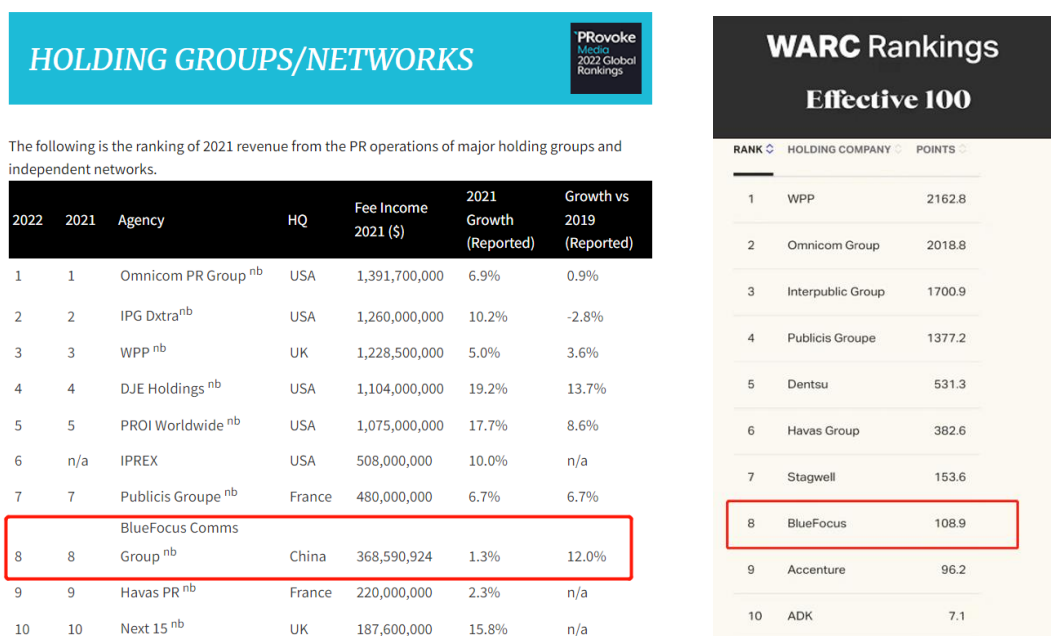 HOLDING GROUPS/NETWORKS
PRovoke
Media
2022 Global
Rankings
The following is the ranking of 2021 revenue from the PR operations of major holding groups and
independent networks.
2022 2021 Agency HQ Fee Income 2021 ($) 2021 Growth (Reported) Growth vs 2019 (Reported)
1 1 Omnicom PR Group nb USA 1,391,700,000 6.9% 0.9%
2 2 IPG Dxtra nb USA 1,260,000,000 10.2% -2.8%
3 3 WPP nb UK 1,228,500,000 5.0% 3.6%
4 4 DJE Holdings nb USA 1,104,000,000 19.2% 13.7%
5 5 PROI Worldwide nb USA 1,075,000,000 17.7% 8.6%
6 n/a IPREX USA 508,000,000 10.0% n/a
7 7 Publicis Groupe nb France 480,000,000 6.7% 6.7%
BlueFocus Comms
8 8 Group nb China 368,590,924 1.3% 12.0%
9 9 Havas PR nb France 220,000,000 2.3% n/a
10 10 Next 15 nb UK 187,600,000 15.8% n/a
WARC Rankings
Effective 100
RANK HOLDING COMPANY POINTS
1 WPP 2162.8
2 Omnicom Group 2018.8
3 Interpublic Group 1700.9
4 Publicis Groupe 1377.2
5 Dentsu 531.3
6 Havas Group 382.6
7 Stagwell 153.6
8 BlueFocus 108.9
9 Accenture 96.2
10 ADK 7.1